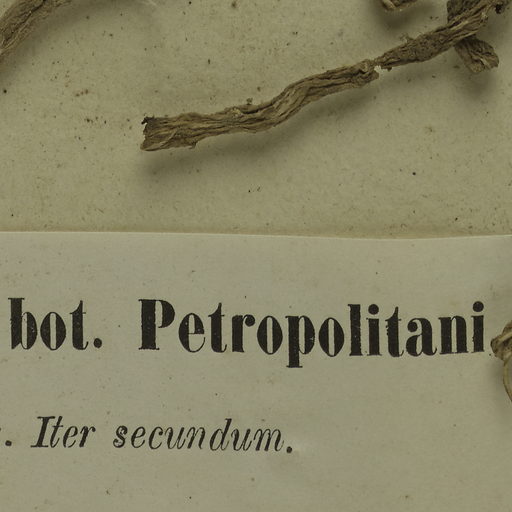 bot. Petropolitani
. Iter secundum.